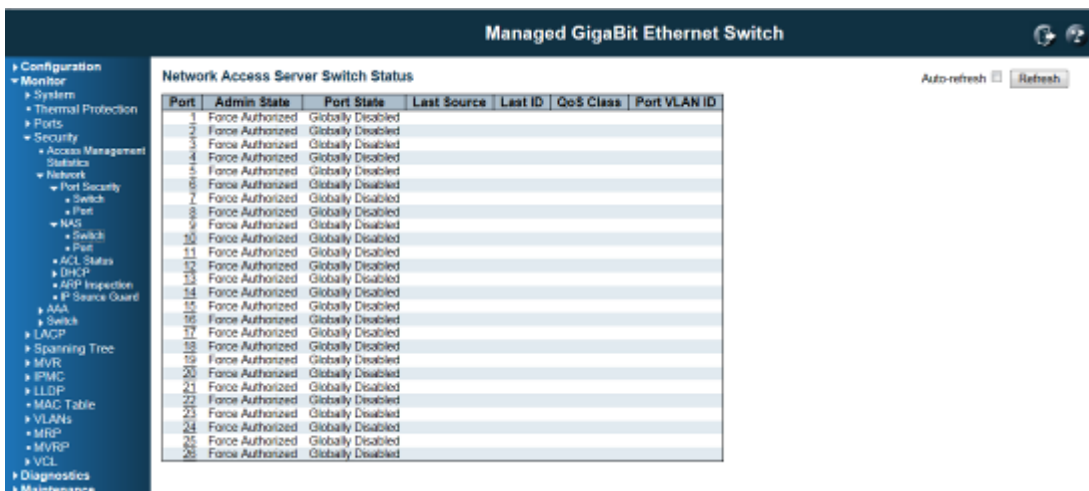 Managed GigaBit Ethernet Switch
Configuration
Monitor
System
Thermal Protection
Ports
Security
Access Management
Statistics
Network
Port Security
Switch
Port
NAS
Switch
Port
ACL Status
DHCP
ARP Inspection
IP Source Guard
AAA
Switch
LACP
Spanning Tree
MVR
IPMC
LLDP
MAC Table
VLANs
MRP
MVRP
VCL
Diagnostics
Maintenance
Network Access Server Switch Status
Auto-refresh Refresh
Port Admin State Port State Last Source Last ID QoS Class Port VLAN ID
1 Force Authorized Globally Disabled
2 Force Authorized Globally Disabled
3 Force Authorized Globally Disabled
4 Force Authorized Globally Disabled
5 Force Authorized Globally Disabled
6 Force Authorized Globally Disabled
7 Force Authorized Globally Disabled
8 Force Authorized Globally Disabled
9 Force Authorized Globally Disabled
10 Force Authorized Globally Disabled
11 Force Authorized Globally Disabled
12 Force Authorized Globally Disabled
13 Force Authorized Globally Disabled
14 Force Authorized Globally Disabled
15 Force Authorized Globally Disabled
16 Force Authorized Globally Disabled
17 Force Authorized Globally Disabled
18 Force Authorized Globally Disabled
19 Force Authorized Globally Disabled
20 Force Authorized Globally Disabled
21 Force Authorized Globally Disabled
22 Force Authorized Globally Disabled
23 Force Authorized Globally Disabled
24 Force Authorized Globally Disabled
25 Force Authorized Globally Disabled
26 Force Authorized Globally Disabled